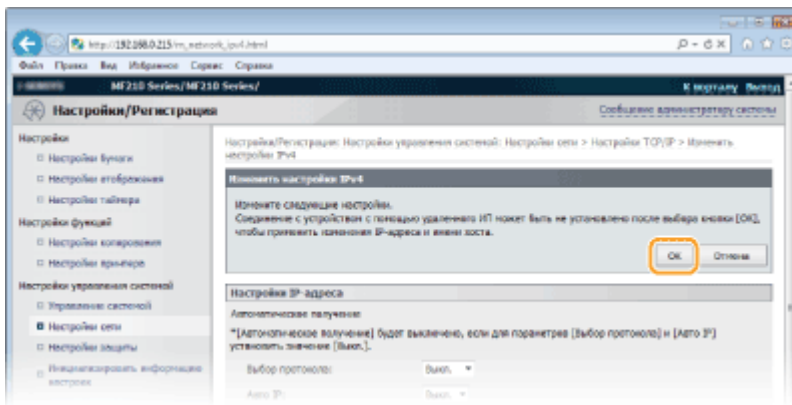 http://192.168.0.215/m_network_ipv4.html
Файл Правка Вид Избранное Сервис Справка
MF210 Series/MF210 Series/
К порталу Выход
Настройки/Регистрация
Сообщение администратору системы
Настройки
Настройки бумаги
Настройки отображения
Настройки таймера
Настройки функций
Настройки копирования
Настройки принтера
Настройки управления системой
Управление системой
Настройки сети
Настройки защиты
Инициализировать информацию настроек
Настройки/Регистрация: Настройки управления системой: Настройки сети > Настройки TCP/IP > Изменить
настройки IPv4
Изменить настройки IPv4
Измените следующие настройки.
Соединение с устройством с помощью удаленного ИП может быть не установлено после выбора кнопки [OK],
чтобы применить изменения IP-адреса и имени хоста.
OK Отмена
Настройки IP-адреса
Автоматическое получение
*[Автоматическое получение] будет выключено, если для параметров [Выбор протокола] и [Авто IP]
установить значение [Выкл.].
Выбор протокола: Выкл.
Авто IP: Выкл.